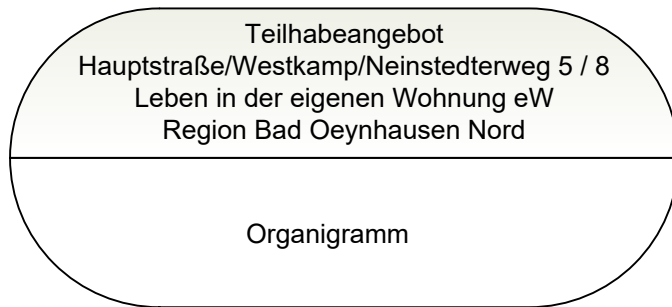 Teilhabeangebot
Hauptstraße/Westkamp/Neinstedterweg 5 / 8
Leben in der eigenen Wohnung eW
Region Bad Oeynhausen Nord
Organigramm